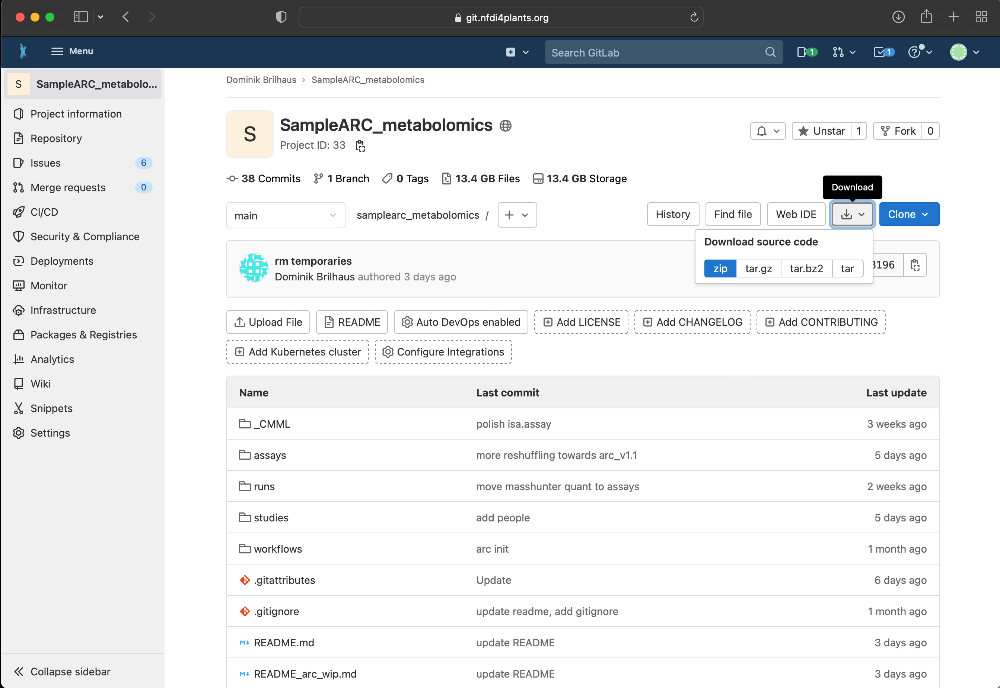 git.nfdi4plants.org
Menu
Search GitLab
1
1
S SampleARC_metabolo...
Project information
Repository
Issues 6
Merge requests 0
CI/CD
Security & Compliance
Deployments
Monitor
Infrastructure
Packages & Registries
Analytics
Wiki
Snippets
Settings
Collapse sidebar
Dominik Brilhaus › SampleARC_metabolomics
S
SampleARC_metabolomics
Project ID: 33
Unstar 1
Fork 0
38 Commits 1 Branch 0 Tags 13.4 GB Files 13.4 GB Storage
Download
main samplearc_metabolomics / + History Find file Web IDE Clone
Download source code
zip tar.gz tar.bz2 tar
rm temporaries
Dominik Brilhaus authored 3 days ago
3196
Upload File README Auto DevOps enabled Add LICENSE Add CHANGELOG Add CONTRIBUTING
Add Kubernetes cluster Configure Integrations
Name Last commit Last update
_CMML polish isa.assay 3 weeks ago
assays more reshuffling towards arc_v1.1 5 days ago
runs move masshunter quant to assays 2 weeks ago
studies add people 5 days ago
workflows arc init 1 month ago
.gitattributes Update 6 days ago
.gitignore update readme, add gitignore 1 month ago
README.md update README 3 days ago
README_arc_wip.md update README 3 days ago